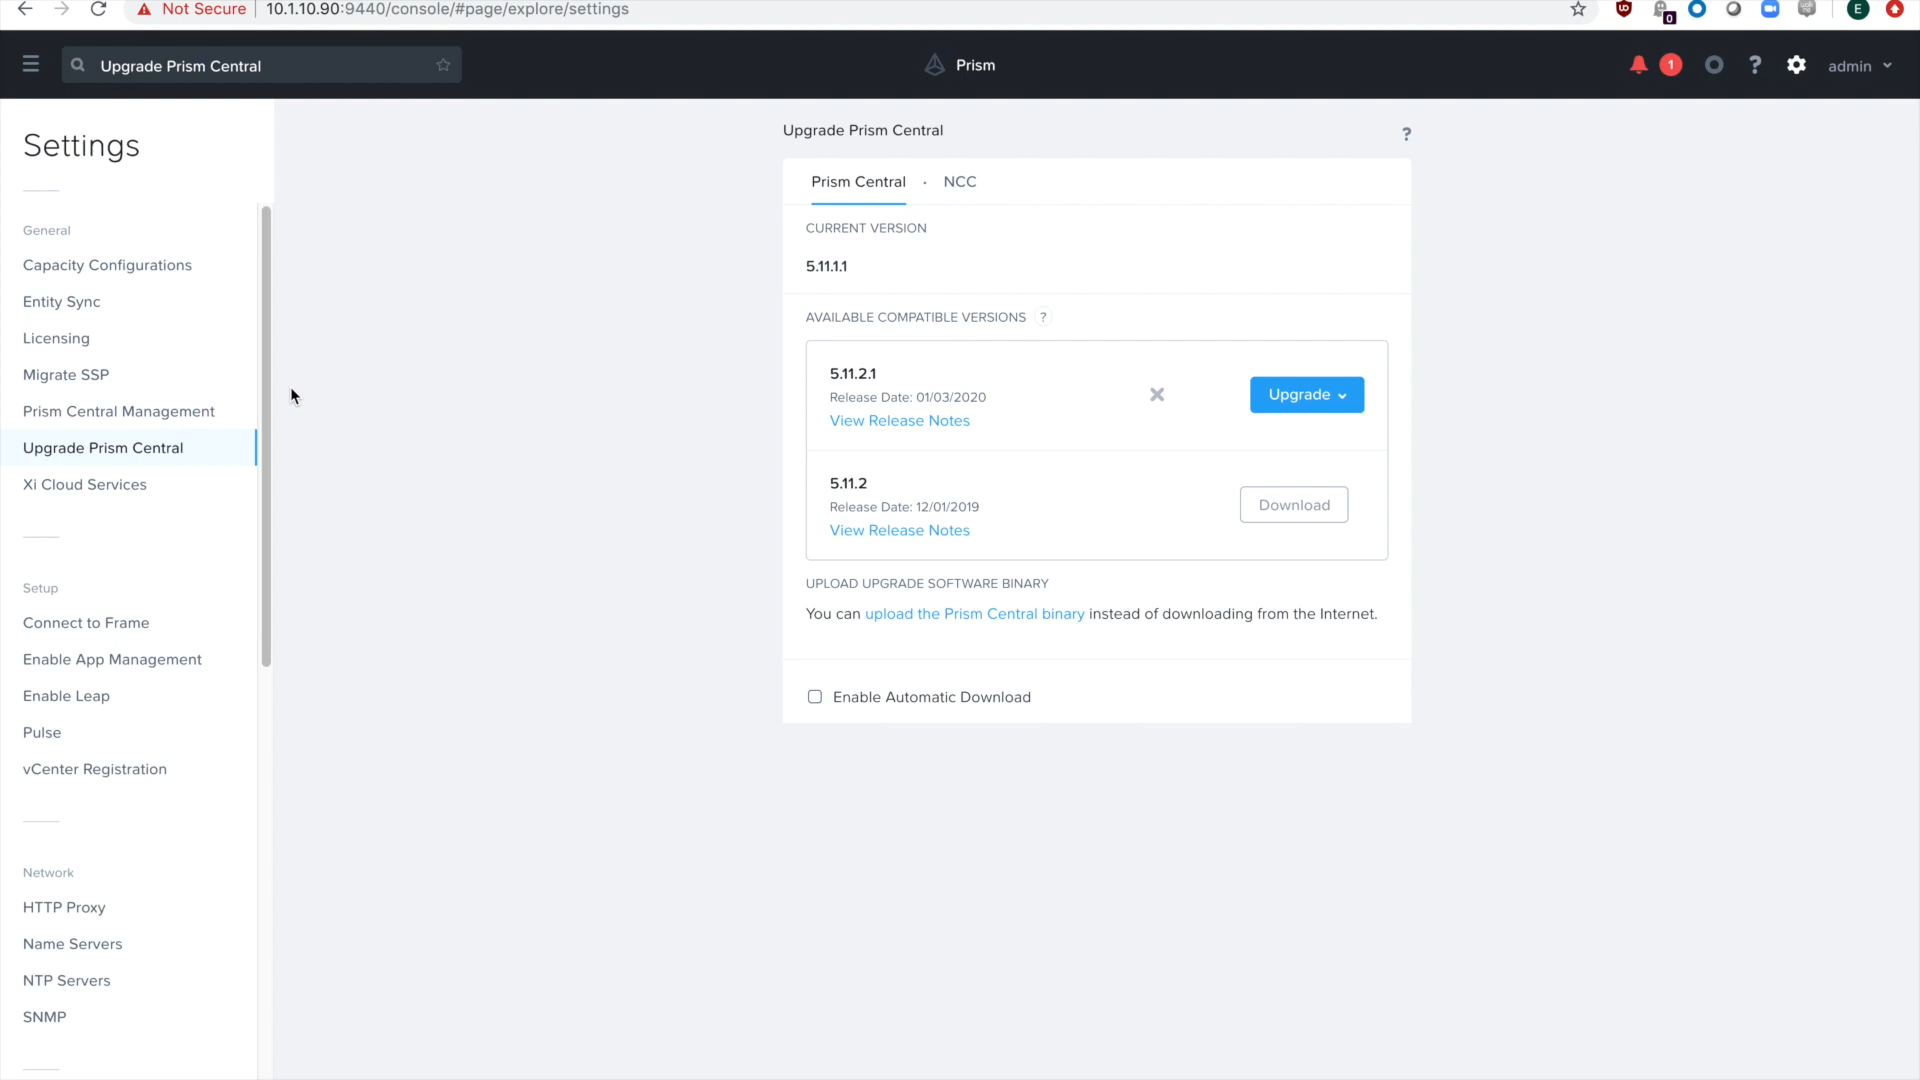 Not Secure
10.1.10.90:9440/console/#page/explore/settings
0
E
Upgrade Prism Central
Prism
1
?
admin
Settings
General
Capacity Configurations
Entity Sync
Licensing
Migrate SSP
Prism Central Management
Upgrade Prism Central
Xi Cloud Services
Setup
Connect to Frame
Enable App Management
Enable Leap
Pulse
vCenter Registration
Network
HTTP Proxy
Name Servers
NTP Servers
SNMP
Upgrade Prism Central
?
Prism Central · NCC
CURRENT VERSION
5.11.1.1
AVAILABLE COMPATIBLE VERSIONS ?
5.11.2.1
Release Date: 01/03/2020
View Release Notes
Upgrade
5.11.2
Release Date: 12/01/2019
View Release Notes
Download
UPLOAD UPGRADE SOFTWARE BINARY
You can upload the Prism Central binary instead of downloading from the Internet.
Enable Automatic Download